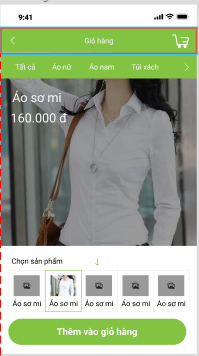 9:41
Giỏ hàng
Tất cả Áo nữ Áo nam Túi xách
Áo sơ mi
160.000 đ
Chọn sản phẩm ↓
Áo sơ mi Áo sơ mi Áo sơ mi Áo sơ mi Áo sơ mi
Thêm vào giỏ hàng